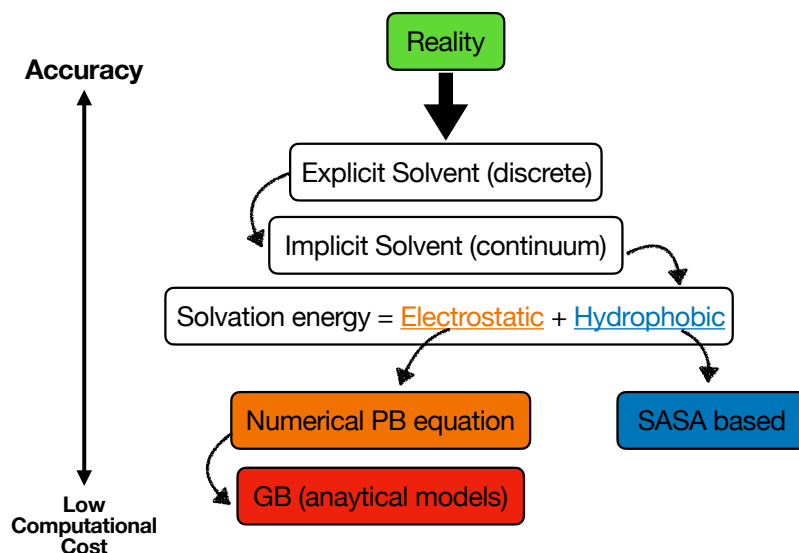 Reality
Accuracy
Explicit Solvent (discrete)
Implicit Solvent (continuum)
Solvation energy = Electrostatic + Hydrophobic
Numerical PB equation
SASA based
GB (anaytical models)
Low
Computational
Cost